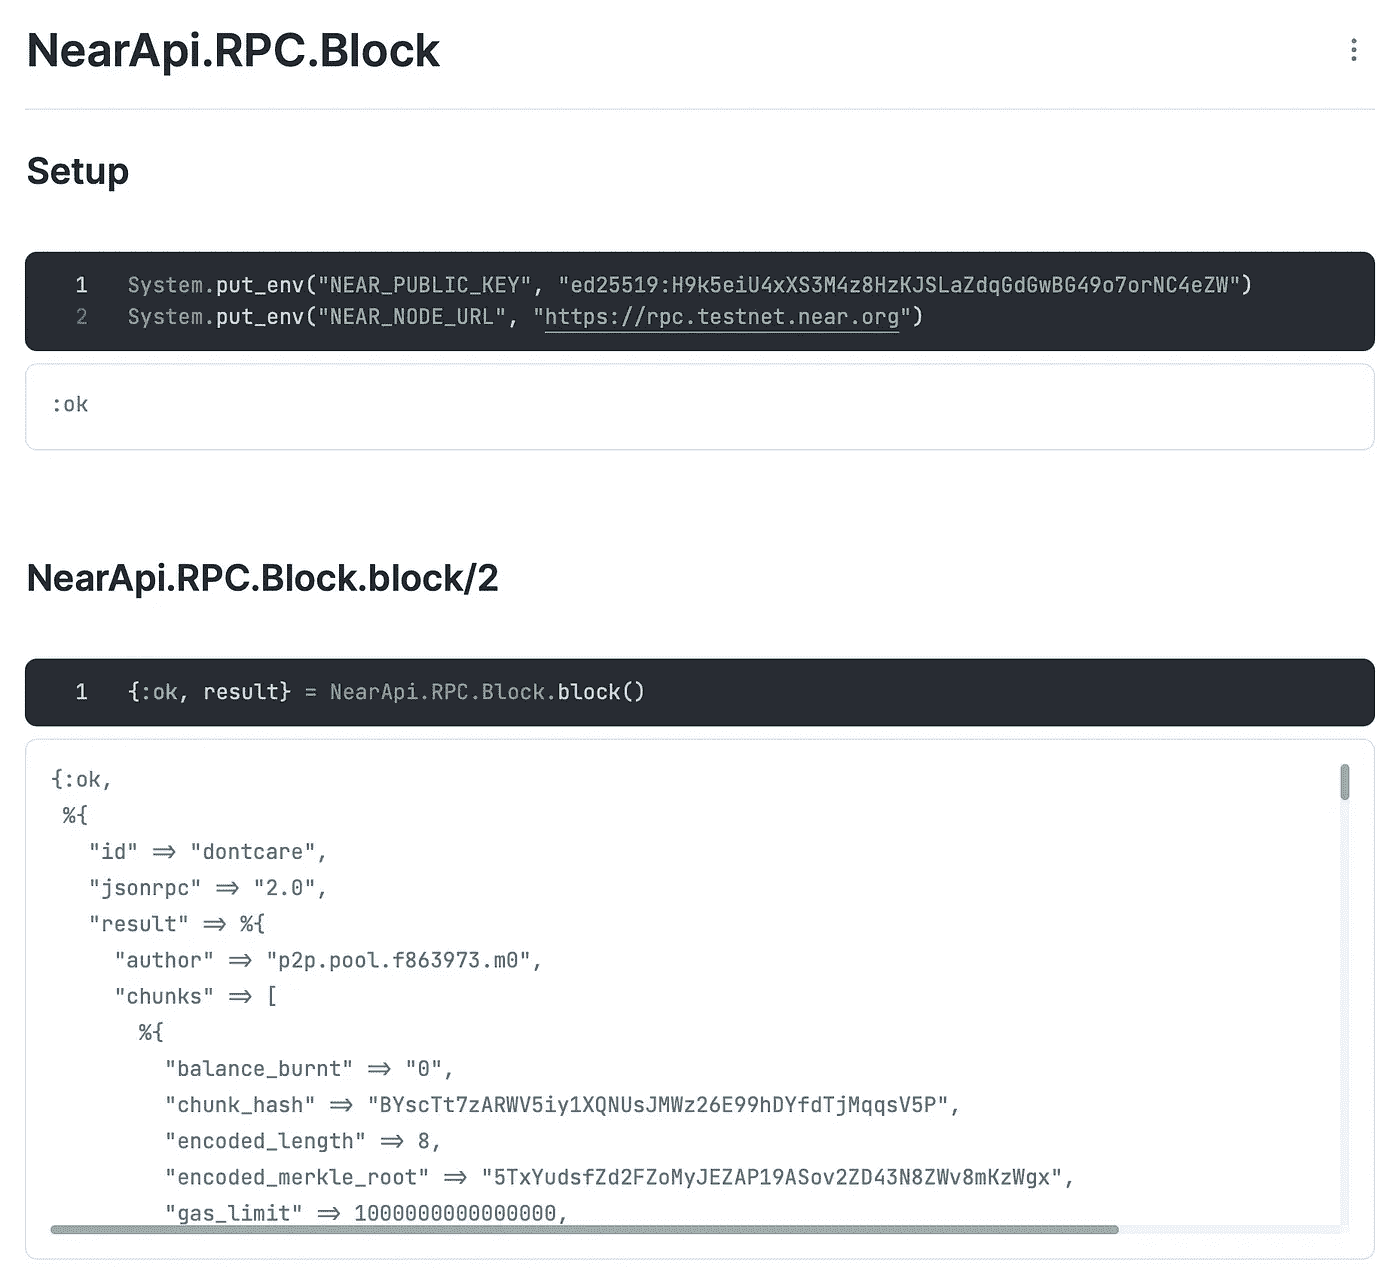 NearApi.RPC.Block
Setup
1 System.put_env("NEAR_PUBLIC_KEY", "ed25519:H9k5eiU4xXS3M4z8HzKJSLaZdqGdGwBG49o7orNC4eZW")
2 System.put_env("NEAR_NODE_URL", "https://rpc.testnet.near.org")
:ok
NearApi.RPC.Block.block/2
1 {:ok, result} = NearApi.RPC.Block.block()
{:ok,
%{
"id" => "dontcare",
"jsonrpc" => "2.0",
"result" => %{
"author" => "p2p.pool.f863973.m0",
"chunks" => [
%{
"balance_burnt" => "0",
"chunk_hash" => "BYscTt7zARWV5iy1XQNUsJMWz26E99hDYfdTjMqqsV5P",
"encoded_length" => 8,
"encoded_merkle_root" => "5TxYudsfZd2FZoMyJEZAP19ASov2ZD43N8ZWv8mKzWgx",
"gas_limit" => 1000000000000000,